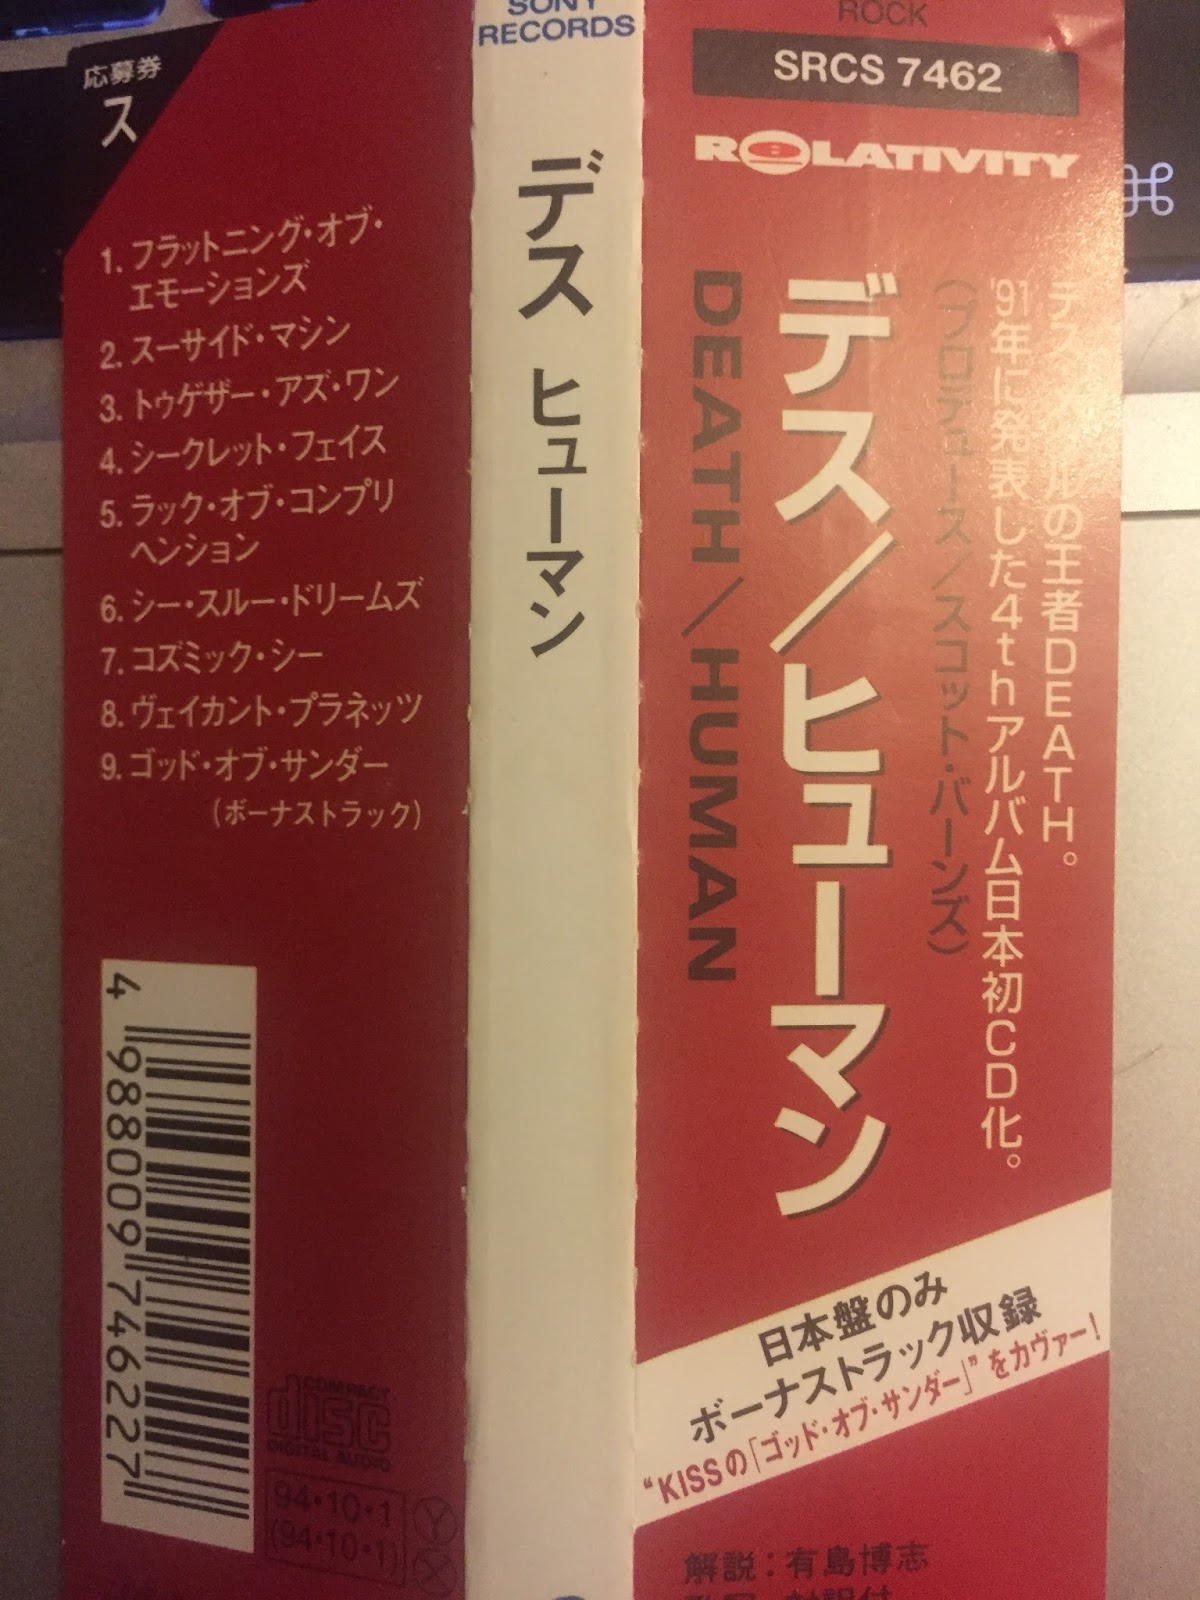 応募券
ス
1. フラットニング・オブ・
エモーションズ
2. スーサイド・マシン
3. トゥゲザー・アズ・ワン
4. シークレット・フェイス
5. ラック・オブ・コンプリ
ヘンション
6. シー・スルー・ドリームズ
7. コズミック・シー
8. ヴェイカント・プラネッツ
9. ゴッド・オブ・サンダー
(ボーナストラック)
4 988009 746227
COMPACT
disc
DIGITAL AUDIO
94・10・1
(94・10・1)
Y
X
SONY
RECORDS
デス ヒューマン
ROCK
SRCS 7462
RELATIVITY
デス・メタルの王者DEATH。
'91年に発表した4thアルバム日本初CD化。
(プロデュース/スコット・バーンズ)
デス/ヒューマン
DEATH/HUMAN
日本盤のみ
ボーナストラック収録
“KISSの「ゴッド・オブ・サンダー」”をカヴァー!
解説:有島博志
⌘